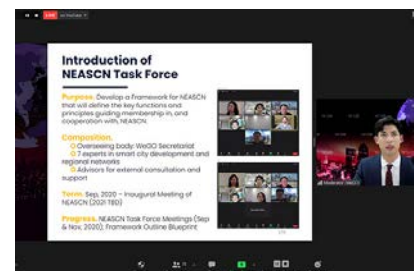 LIVE
Introduction of
NEASCN Task Force
Purpose. Develop a Framework for NEASCN
that will define the key functions and
principles guiding membership in, and
cooperation with, NEASCN.
Composition.
Overseeing body: WeGO Secretariat
7 experts in smart city development and
regional networks
Advisors for external consultation and
support
Term. Sep, 2020 – Inaugural Meeting of
NEASCN (2021 TBD)
Progress. NEASCN Task Force Meetings (Sep
& Nov, 2020), Framework Outline Blueprint